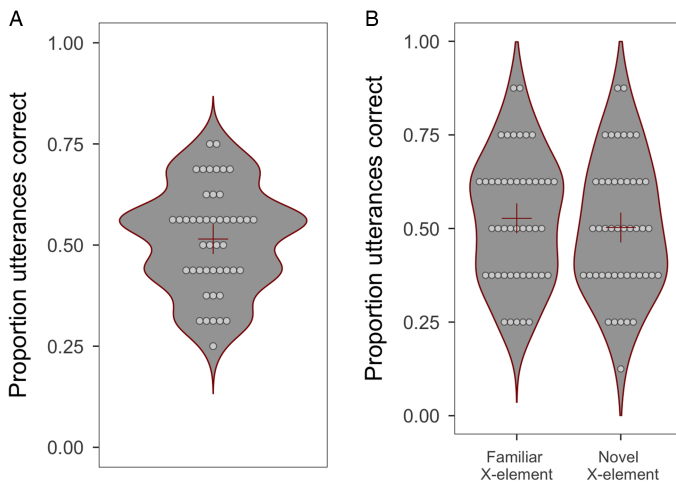 A
Proportion utterances correct
1.00
0.75
0.50
0.25
0.00
B
Proportion utterances correct
1.00
0.75
0.50
0.25
0.00
Familiar
X-element
Novel
X-element